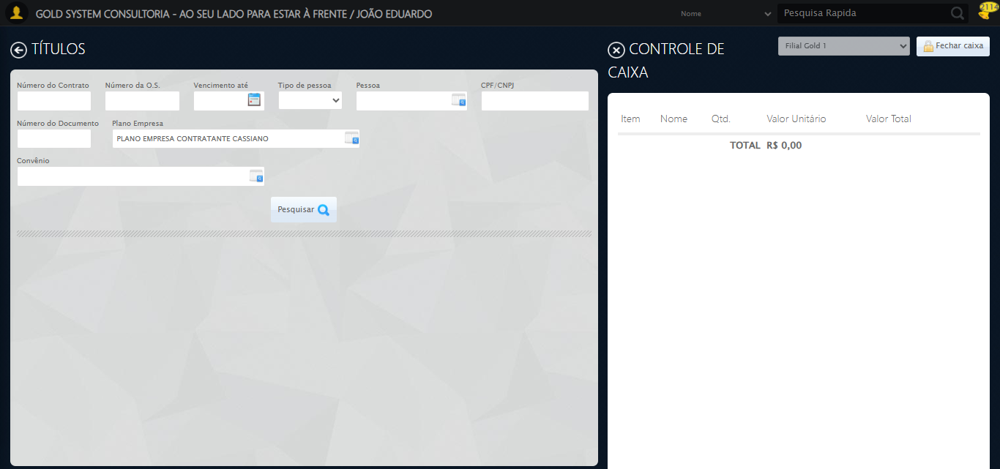 GOLD SYSTEM CONSULTORIA - AO SEU LADO PARA ESTAR À FRENTE / JOÃO EDUARDO
Nome
Pesquisa Rapida
2114
TÍTULOS
Número do Contrato
Número da O.S.
Vencimento até
Tipo de pessoa
Pessoa
CPF/CNPJ
Número do Documento
Plano Empresa
PLANO EMPRESA CONTRATANTE CASSIANO
Convênio
Pesquisar
CONTROLE DE
CAIXA
Filial Gold 1
Fechar caixa
Item Nome Qtd. Valor Unitário Valor Total
TOTAL R$ 0,00